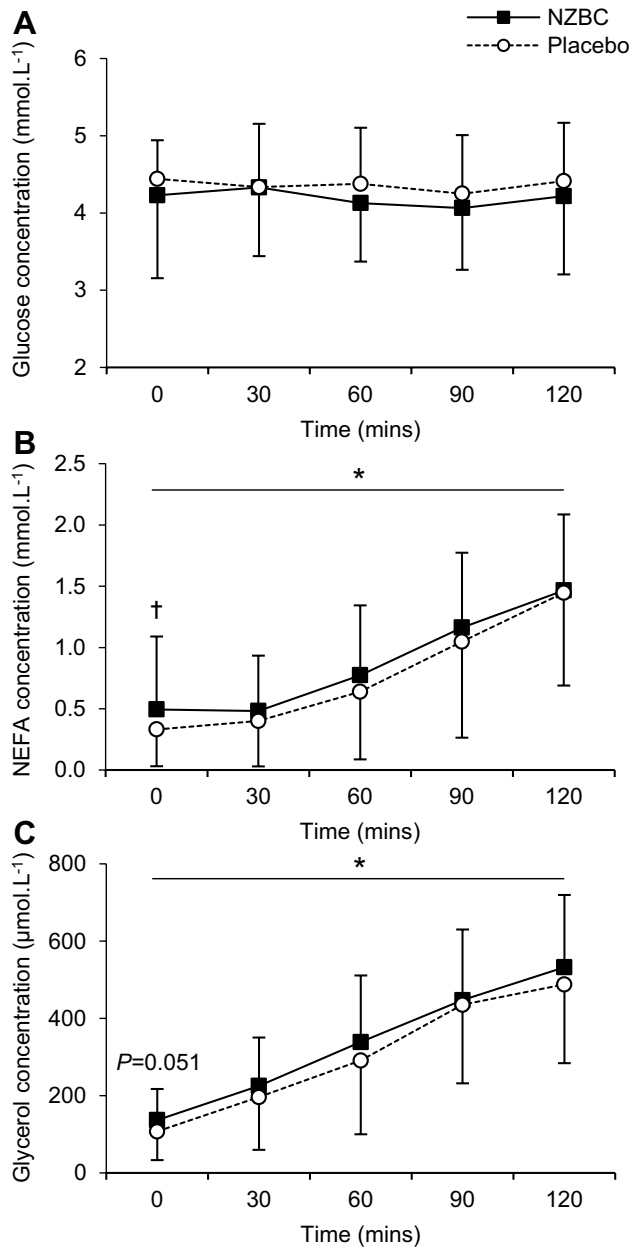 NZBC
Placebo
A
Glucose concentration (mmol.L-1)
6
5
4
3
2
0 30 60 90 120
Time (mins)
B
NEFA concentration (mmol.L-1)
2.5
2.0
1.5
1.0
0.5
0.0
*
†
0 30 60 90 120
Time (mins)
C
Glycerol concentration (μmol.L-1)
800
600
400
200
0
*
P=0.051
0 30 60 90 120
Time (mins)